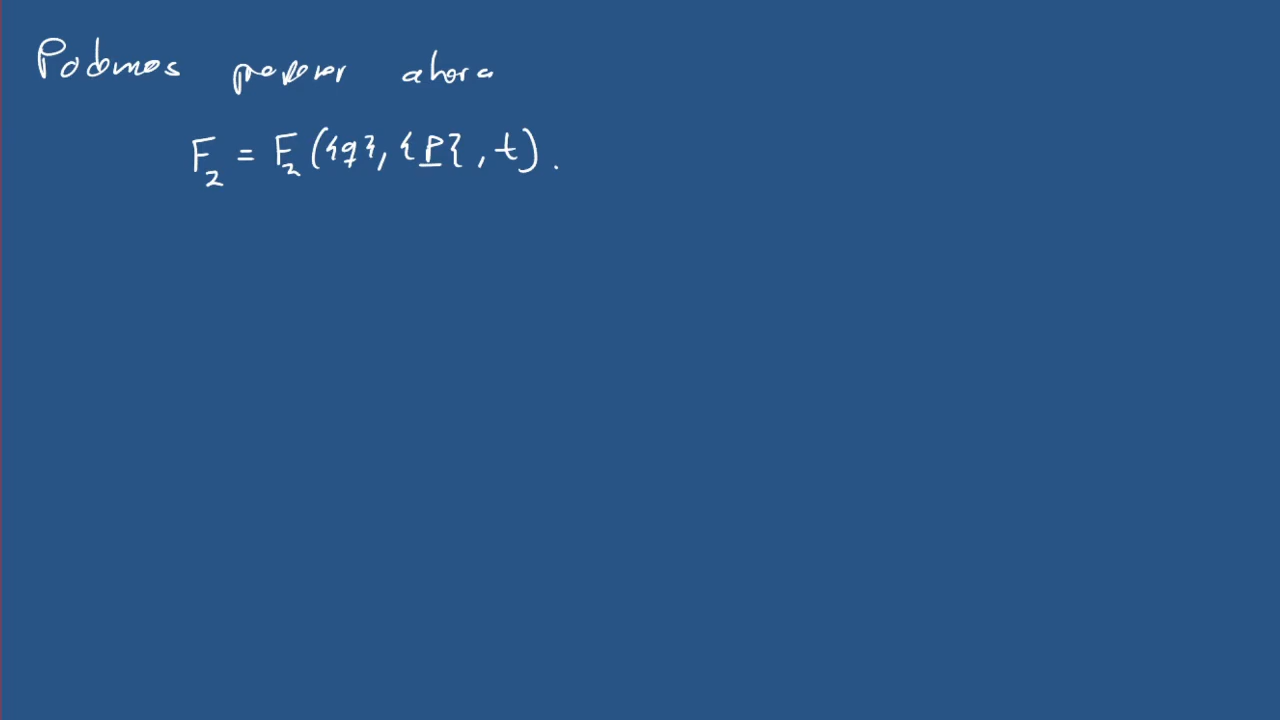 Podemos proponer ahora
F₂ = F₂({q}, {P}, t).